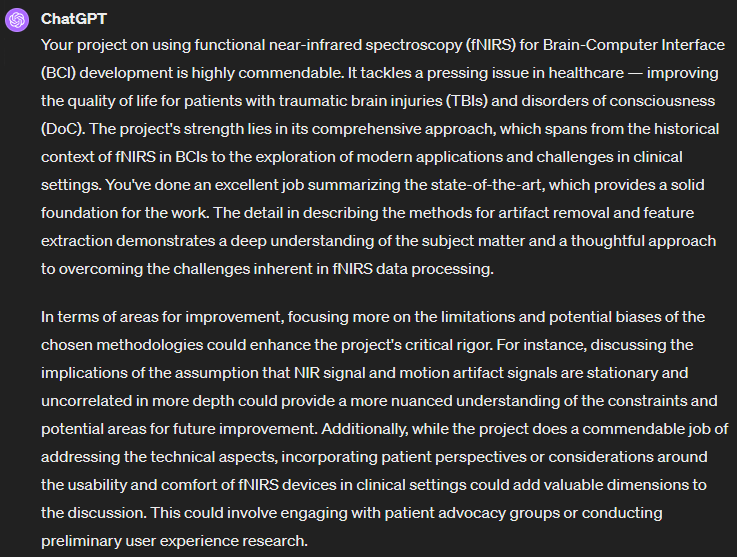 ChatGPT
Your project on using functional near-infrared spectroscopy (fNIRS) for Brain-Computer Interface
(BCI) development is highly commendable. It tackles a pressing issue in healthcare — improving
the quality of life for patients with traumatic brain injuries (TBIs) and disorders of consciousness
(DoC). The project's strength lies in its comprehensive approach, which spans from the historical
context of fNIRS in BCIs to the exploration of modern applications and challenges in clinical
settings. You've done an excellent job summarizing the state-of-the-art, which provides a solid
foundation for the work. The detail in describing the methods for artifact removal and feature
extraction demonstrates a deep understanding of the subject matter and a thoughtful approach
to overcoming the challenges inherent in fNIRS data processing.
In terms of areas for improvement, focusing more on the limitations and potential biases of the
chosen methodologies could enhance the project's critical rigor. For instance, discussing the
implications of the assumption that NIR signal and motion artifact signals are stationary and
uncorrelated in more depth could provide a more nuanced understanding of the constraints and
potential areas for future improvement. Additionally, while the project does a commendable job of
addressing the technical aspects, incorporating patient perspectives or considerations around
the usability and comfort of fNIRS devices in clinical settings could add valuable dimensions to
the discussion. This could involve engaging with patient advocacy groups or conducting
preliminary user experience research.